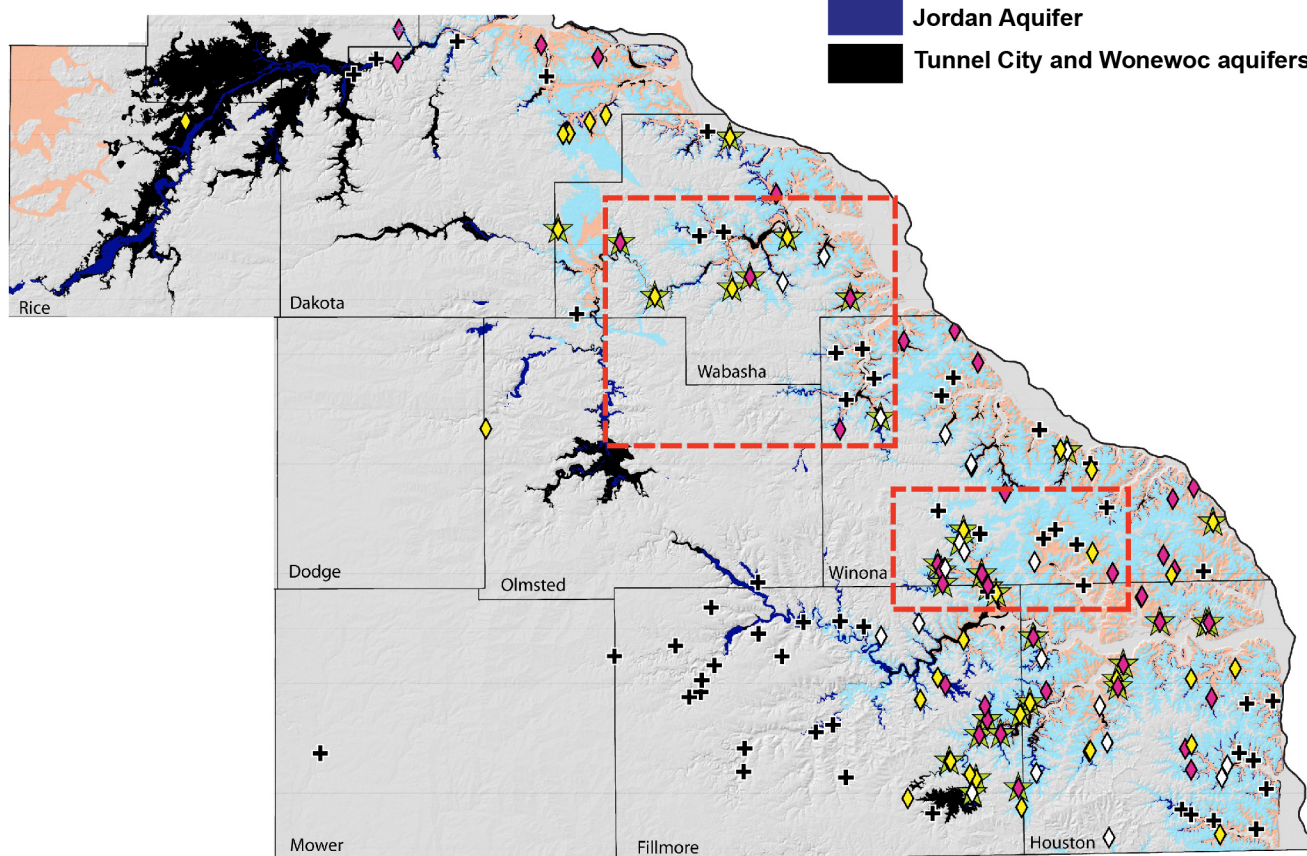 Jordan Aquifer
Tunnel City and Wonewoc aquifers
Rice
Dakota
Wabasha
Dodge
Olmsted
Winona
Mower
Fillmore
Houston